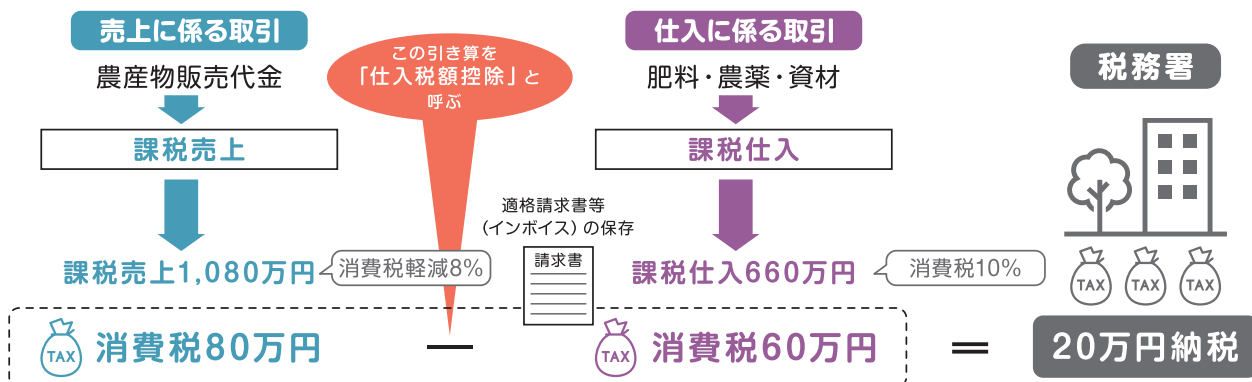 売上に係る取引
農産物販売代金
課税売上
課税売上1,080万円
消費税軽減8%
この引き算を
「仕入税額控除」と
呼ぶ
仕入に係る取引
肥料・農薬・資材
課税仕入
適格請求書等
(インボイス)の保存
請求書
課税仕入660万円
消費税10%
税務署
TAX
TAX
TAX
TAX
消費税80万円
ー
TAX
消費税60万円
=
20万円納税